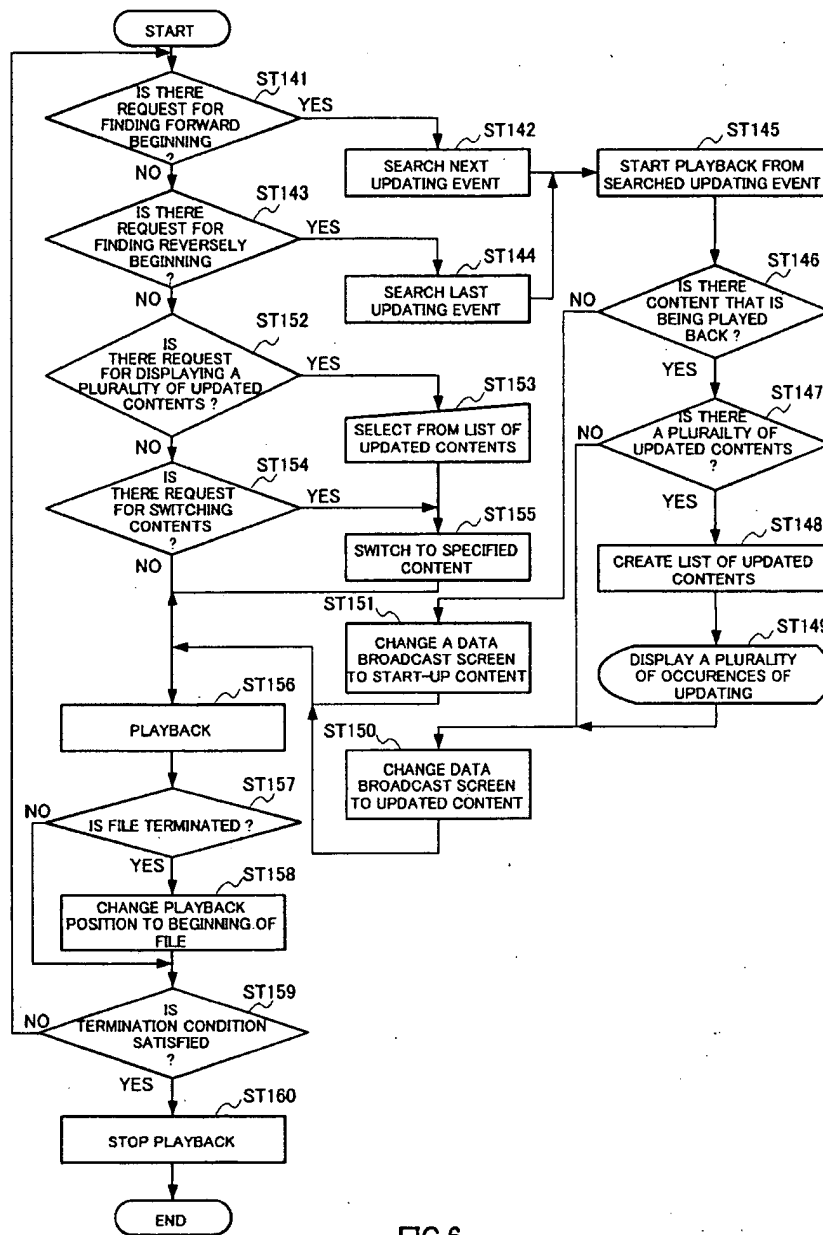 START
ST141
IS THERE
REQUEST FOR
FINDING FORWARD
BEGINNING
?
YES
NO
ST142
SEARCH NEXT
UPDATING EVENT
ST145
START PLAYBACK FROM
SEARCHED UPDATING EVENT
ST143
IS THERE
REQUEST FOR
FINDING REVERSELY
BEGINNING
?
YES
NO
ST144
SEARCH LAST
UPDATING EVENT
ST146
IS THERE
CONTENT THAT IS
BEING PLAYED
BACK ?
NO
YES
ST152
IS
THERE REQUEST
FOR DISPLAYING A
PLURALITY OF UPDATED
CONTENTS ?
YES
NO
ST153
SELECT FROM LIST OF
UPDATED CONTENTS
ST147
IS THERE
A PLURAILTY OF
UPDATED CONTENTS
?
NO
YES
ST154
IS
THERE REQUEST
FOR SWITCHING
CONTENTS
?
YES
NO
ST155
SWITCH TO SPECIFIED
CONTENT
ST148
CREATE LIST OF UPDATED
CONTENTS
ST151
CHANGE A DATA
BROADCAST SCREEN
TO START-UP CONTENT
ST149
DISPLAY A PLURALITY
OF OCCURENCES OF
UPDATING
ST156
PLAYBACK
ST150
CHANGE DATA
BROADCAST SCREEN
TO UPDATED CONTENT
ST157
IS FILE TERMINATED ?
NO
YES
ST158
CHANGE PLAYBACK
POSITION TO BEGINNING OF
FILE
ST159
IS
TERMINATION CONDITION
SATISFIED
?
NO
YES
ST160
STOP PLAYBACK
END
FIG.6